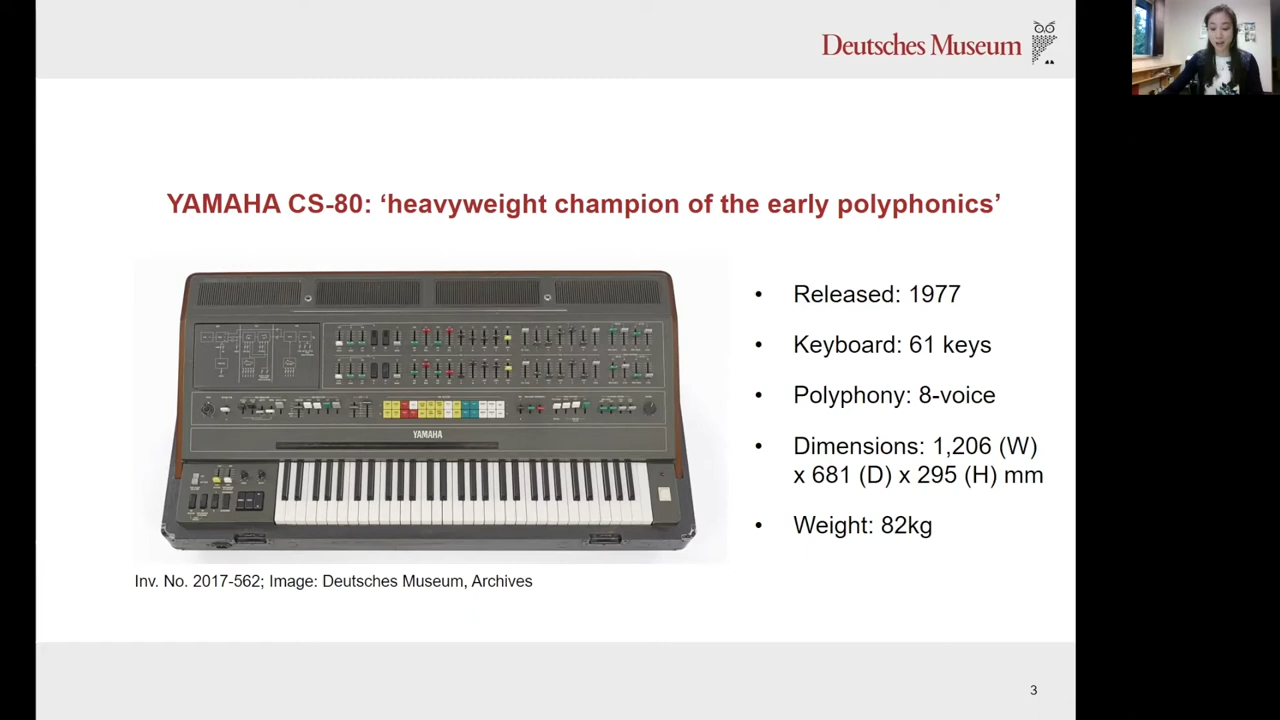 Deutsches Museum
YAMAHA CS-80: ‘heavyweight champion of the early polyphonics’
YAMAHA
• Released: 1977
• Keyboard: 61 keys
• Polyphony: 8-voice
• Dimensions: 1,206 (W)
x 681 (D) x 295 (H) mm
• Weight: 82kg
Inv. No. 2017-562; Image: Deutsches Museum, Archives
3